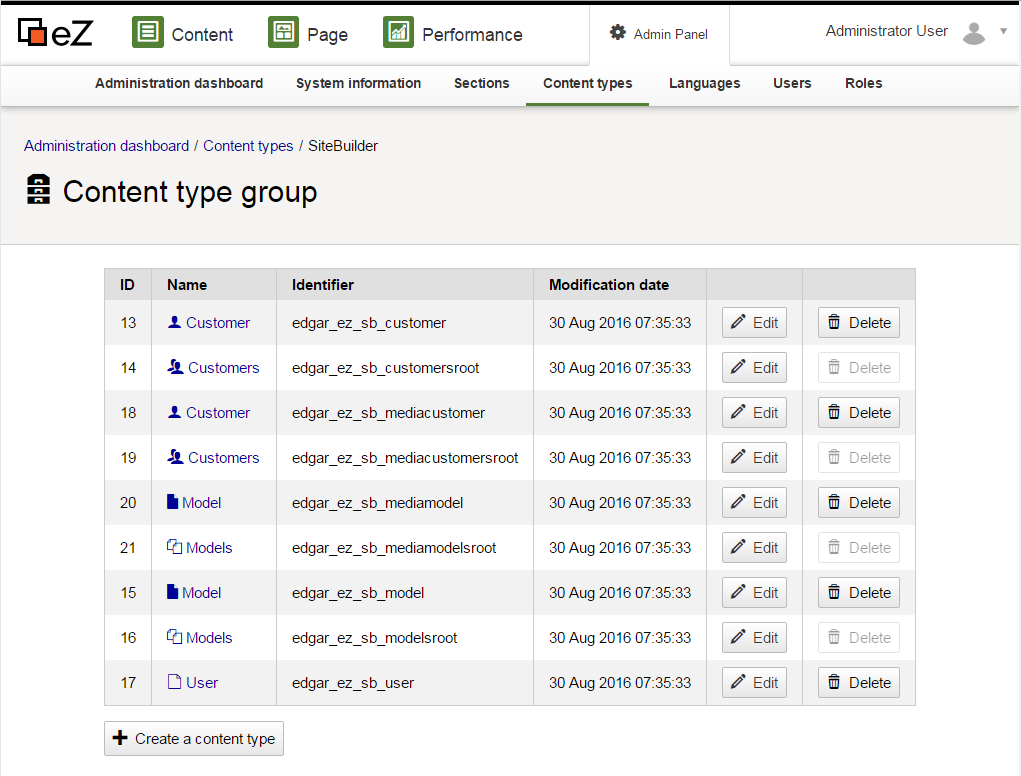 eZ Content Page Performance Admin Panel Administrator User
Administration dashboard System information Sections Content types Languages Users Roles
Administration dashboard / Content types / SiteBuilder
Content type group
ID Name Identifier Modification date
13 Customer edgar_ez_sb_customer 30 Aug 2016 07:35:33 Edit Delete
14 Customers edgar_ez_sb_customersroot 30 Aug 2016 07:35:33 Edit Delete
18 Customer edgar_ez_sb_mediacustomer 30 Aug 2016 07:35:33 Edit Delete
19 Customers edgar_ez_sb_mediacustomersroot 30 Aug 2016 07:35:33 Edit Delete
20 Model edgar_ez_sb_mediamodel 30 Aug 2016 07:35:33 Edit Delete
21 Models edgar_ez_sb_mediamodelsroot 30 Aug 2016 07:35:33 Edit Delete
15 Model edgar_ez_sb_model 30 Aug 2016 07:35:33 Edit Delete
16 Models edgar_ez_sb_modelsroot 30 Aug 2016 07:35:33 Edit Delete
17 User edgar_ez_sb_user 30 Aug 2016 07:35:33 Edit Delete
Create a content type